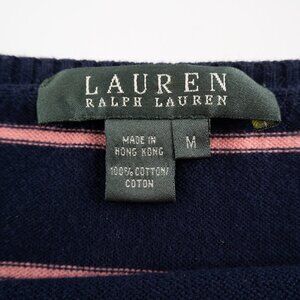 LAUREN
RALPH LAUREN
MADE IN
HONG KONG
M
100% COTTON/
COTON